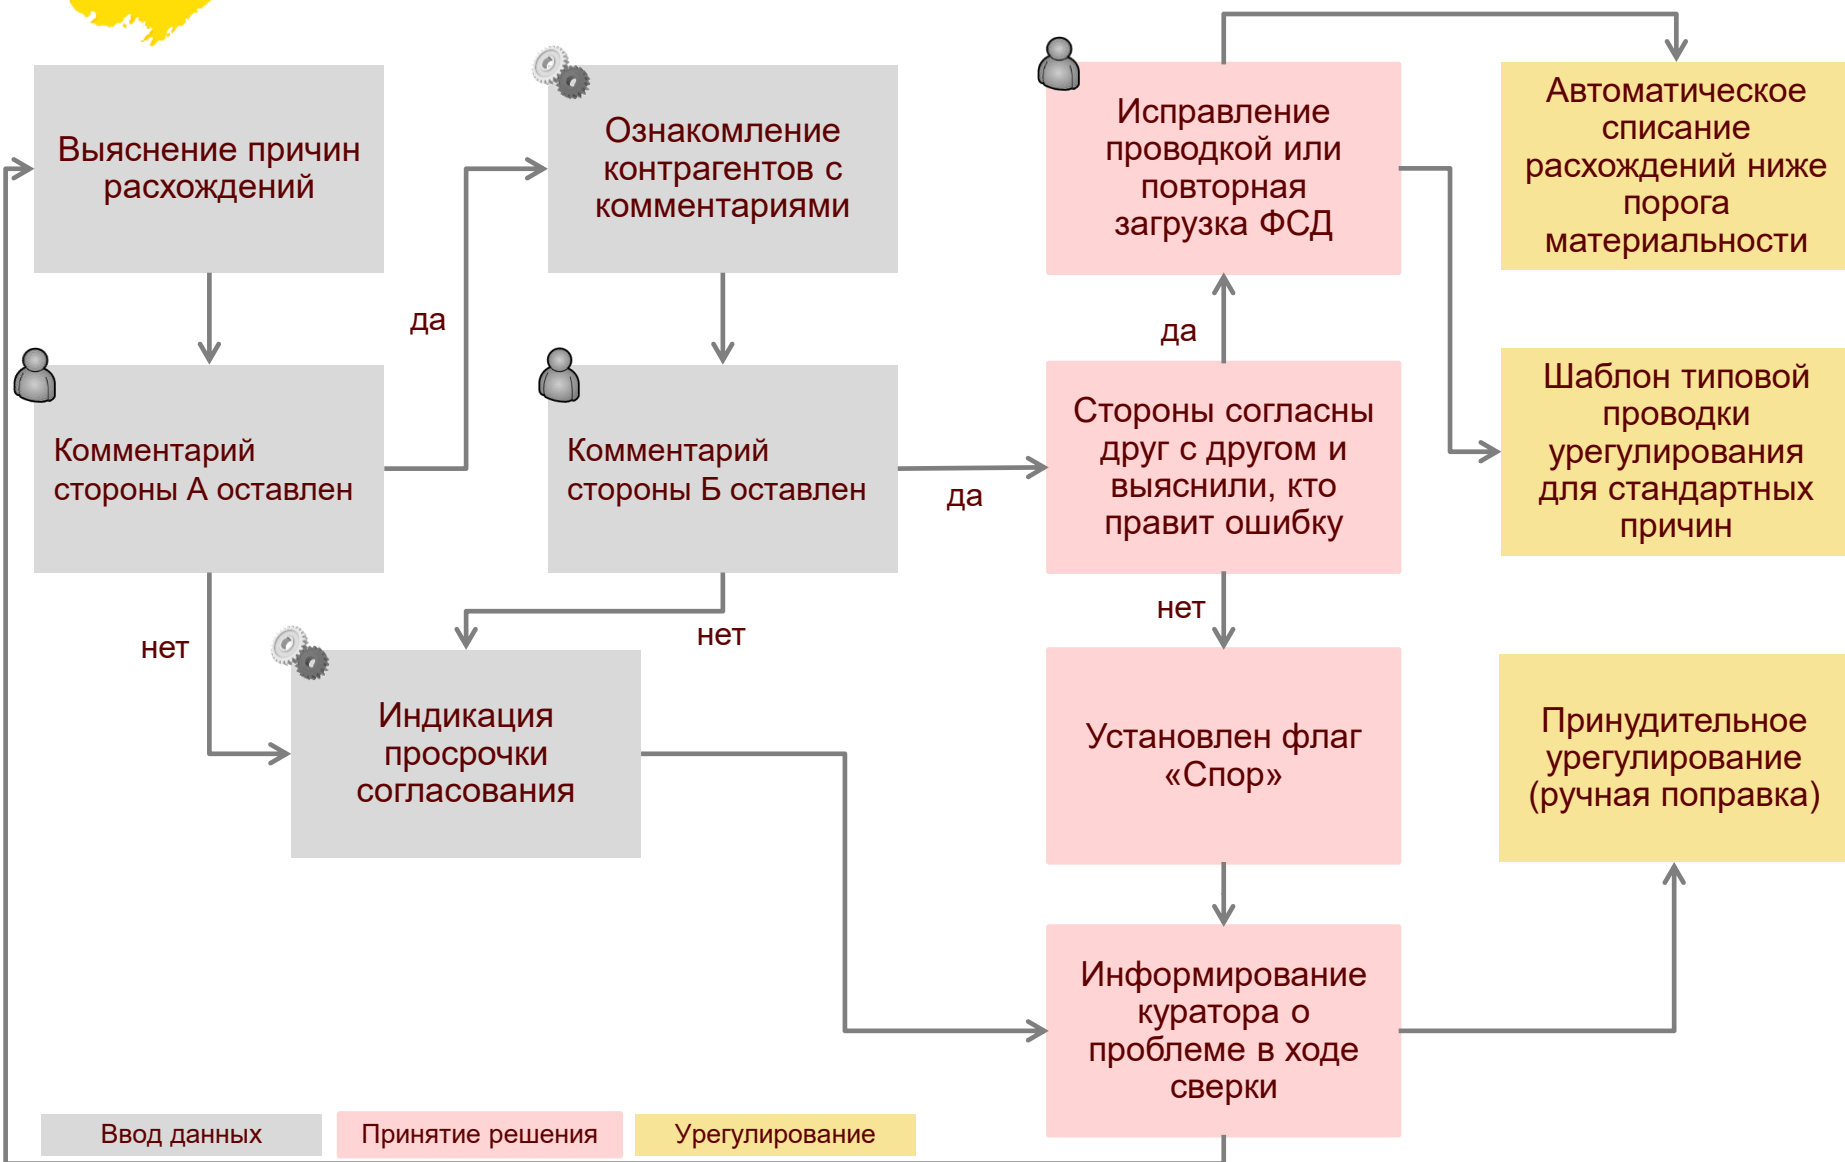 Выяснение причин
расхождений
Ознакомление
контрагентов с
комментариями
Исправление
проводкой или
повторная
загрузка ФСД
Автоматическое
списание
расхождений ниже
порога
материальности
да
да
Комментарий
стороны А оставлен
Комментарий
стороны Б оставлен
да
Стороны согласны
друг с другом и
выяснили, кто
правит ошибку
Шаблон типовой
проводки
урегулирования
для стандартных
причин
нет
нет
нет
Индикация
просрочки
согласования
Установлен флаг
«Спор»
Принудительное
урегулирование
(ручная поправка)
Информирование
куратора о
проблеме в ходе
сверки
Ввод данных
Принятие решения
Урегулирование